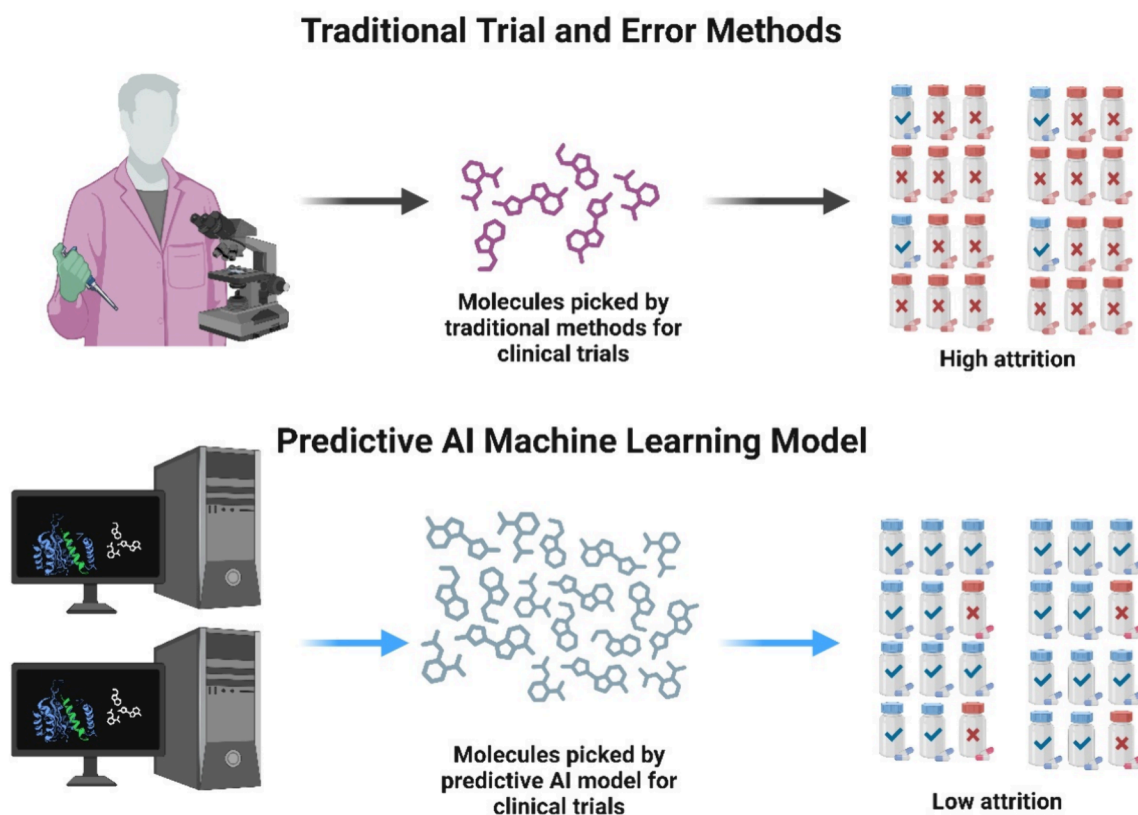 Traditional Trial and Error Methods
Molecules picked by
traditional methods for
clinical trials
High attrition
Predictive AI Machine Learning Model
Molecules picked by
predictive AI model for
clinical trials
Low attrition